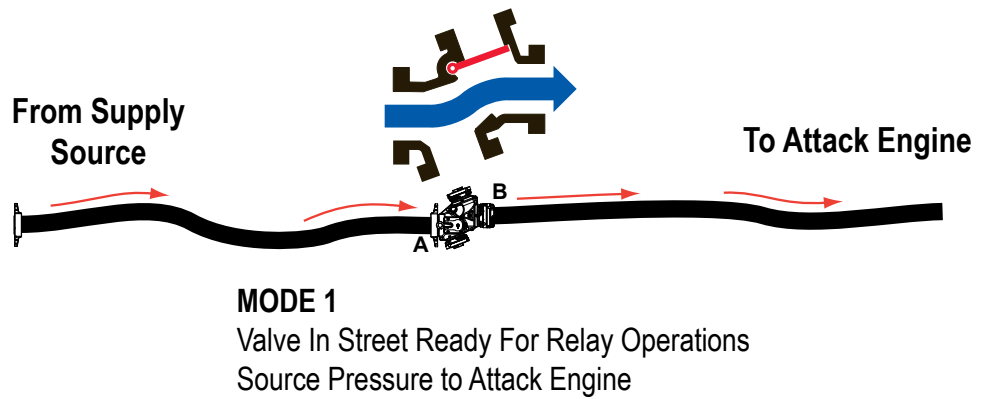 From Supply
Source
To Attack Engine
B
A
MODE 1
Valve In Street Ready For Relay Operations
Source Pressure to Attack Engine